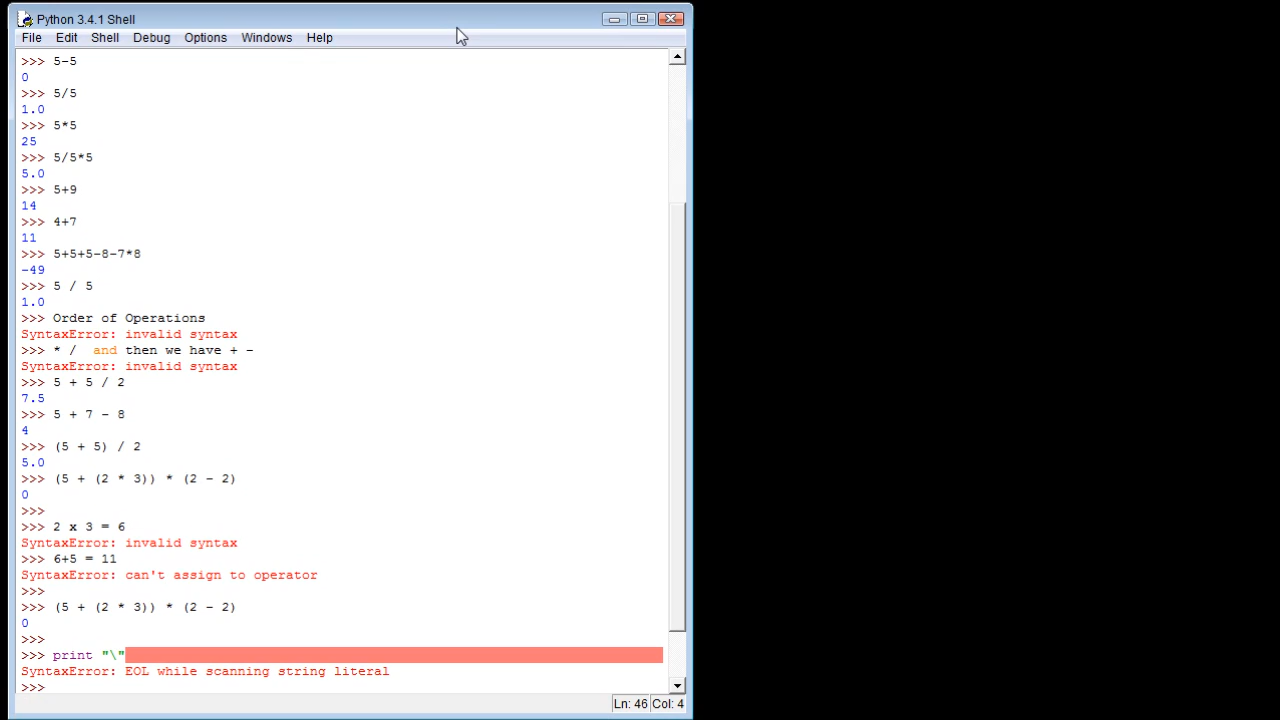 Python 3.4.1 Shell
File Edit Shell Debug Options Windows Help
>>> 5-5
0
>>> 5/5
1.0
>>> 5*5
25
>>> 5/5*5
5.0
>>> 5+9
14
>>> 4+7
11
>>> 5+5+5-8-7*8
-49
>>> 5 / 5
1.0
>>> Order of Operations
SyntaxError: invalid syntax
>>> * /  and then we have + -
SyntaxError: invalid syntax
>>> 5 + 5 / 2
7.5
>>> 5 + 7 - 8
4
>>> (5 + 5) / 2
5.0
>>> (5 + (2 * 3)) * (2 - 2)
0
>>>
>>> 2 x 3 = 6
SyntaxError: invalid syntax
>>> 6+5 = 11
SyntaxError: can't assign to operator
>>>
>>> (5 + (2 * 3)) * (2 - 2)
0
>>>
>>> print "\"
SyntaxError: EOL while scanning string literal
>>>
Ln: 46 Col: 4